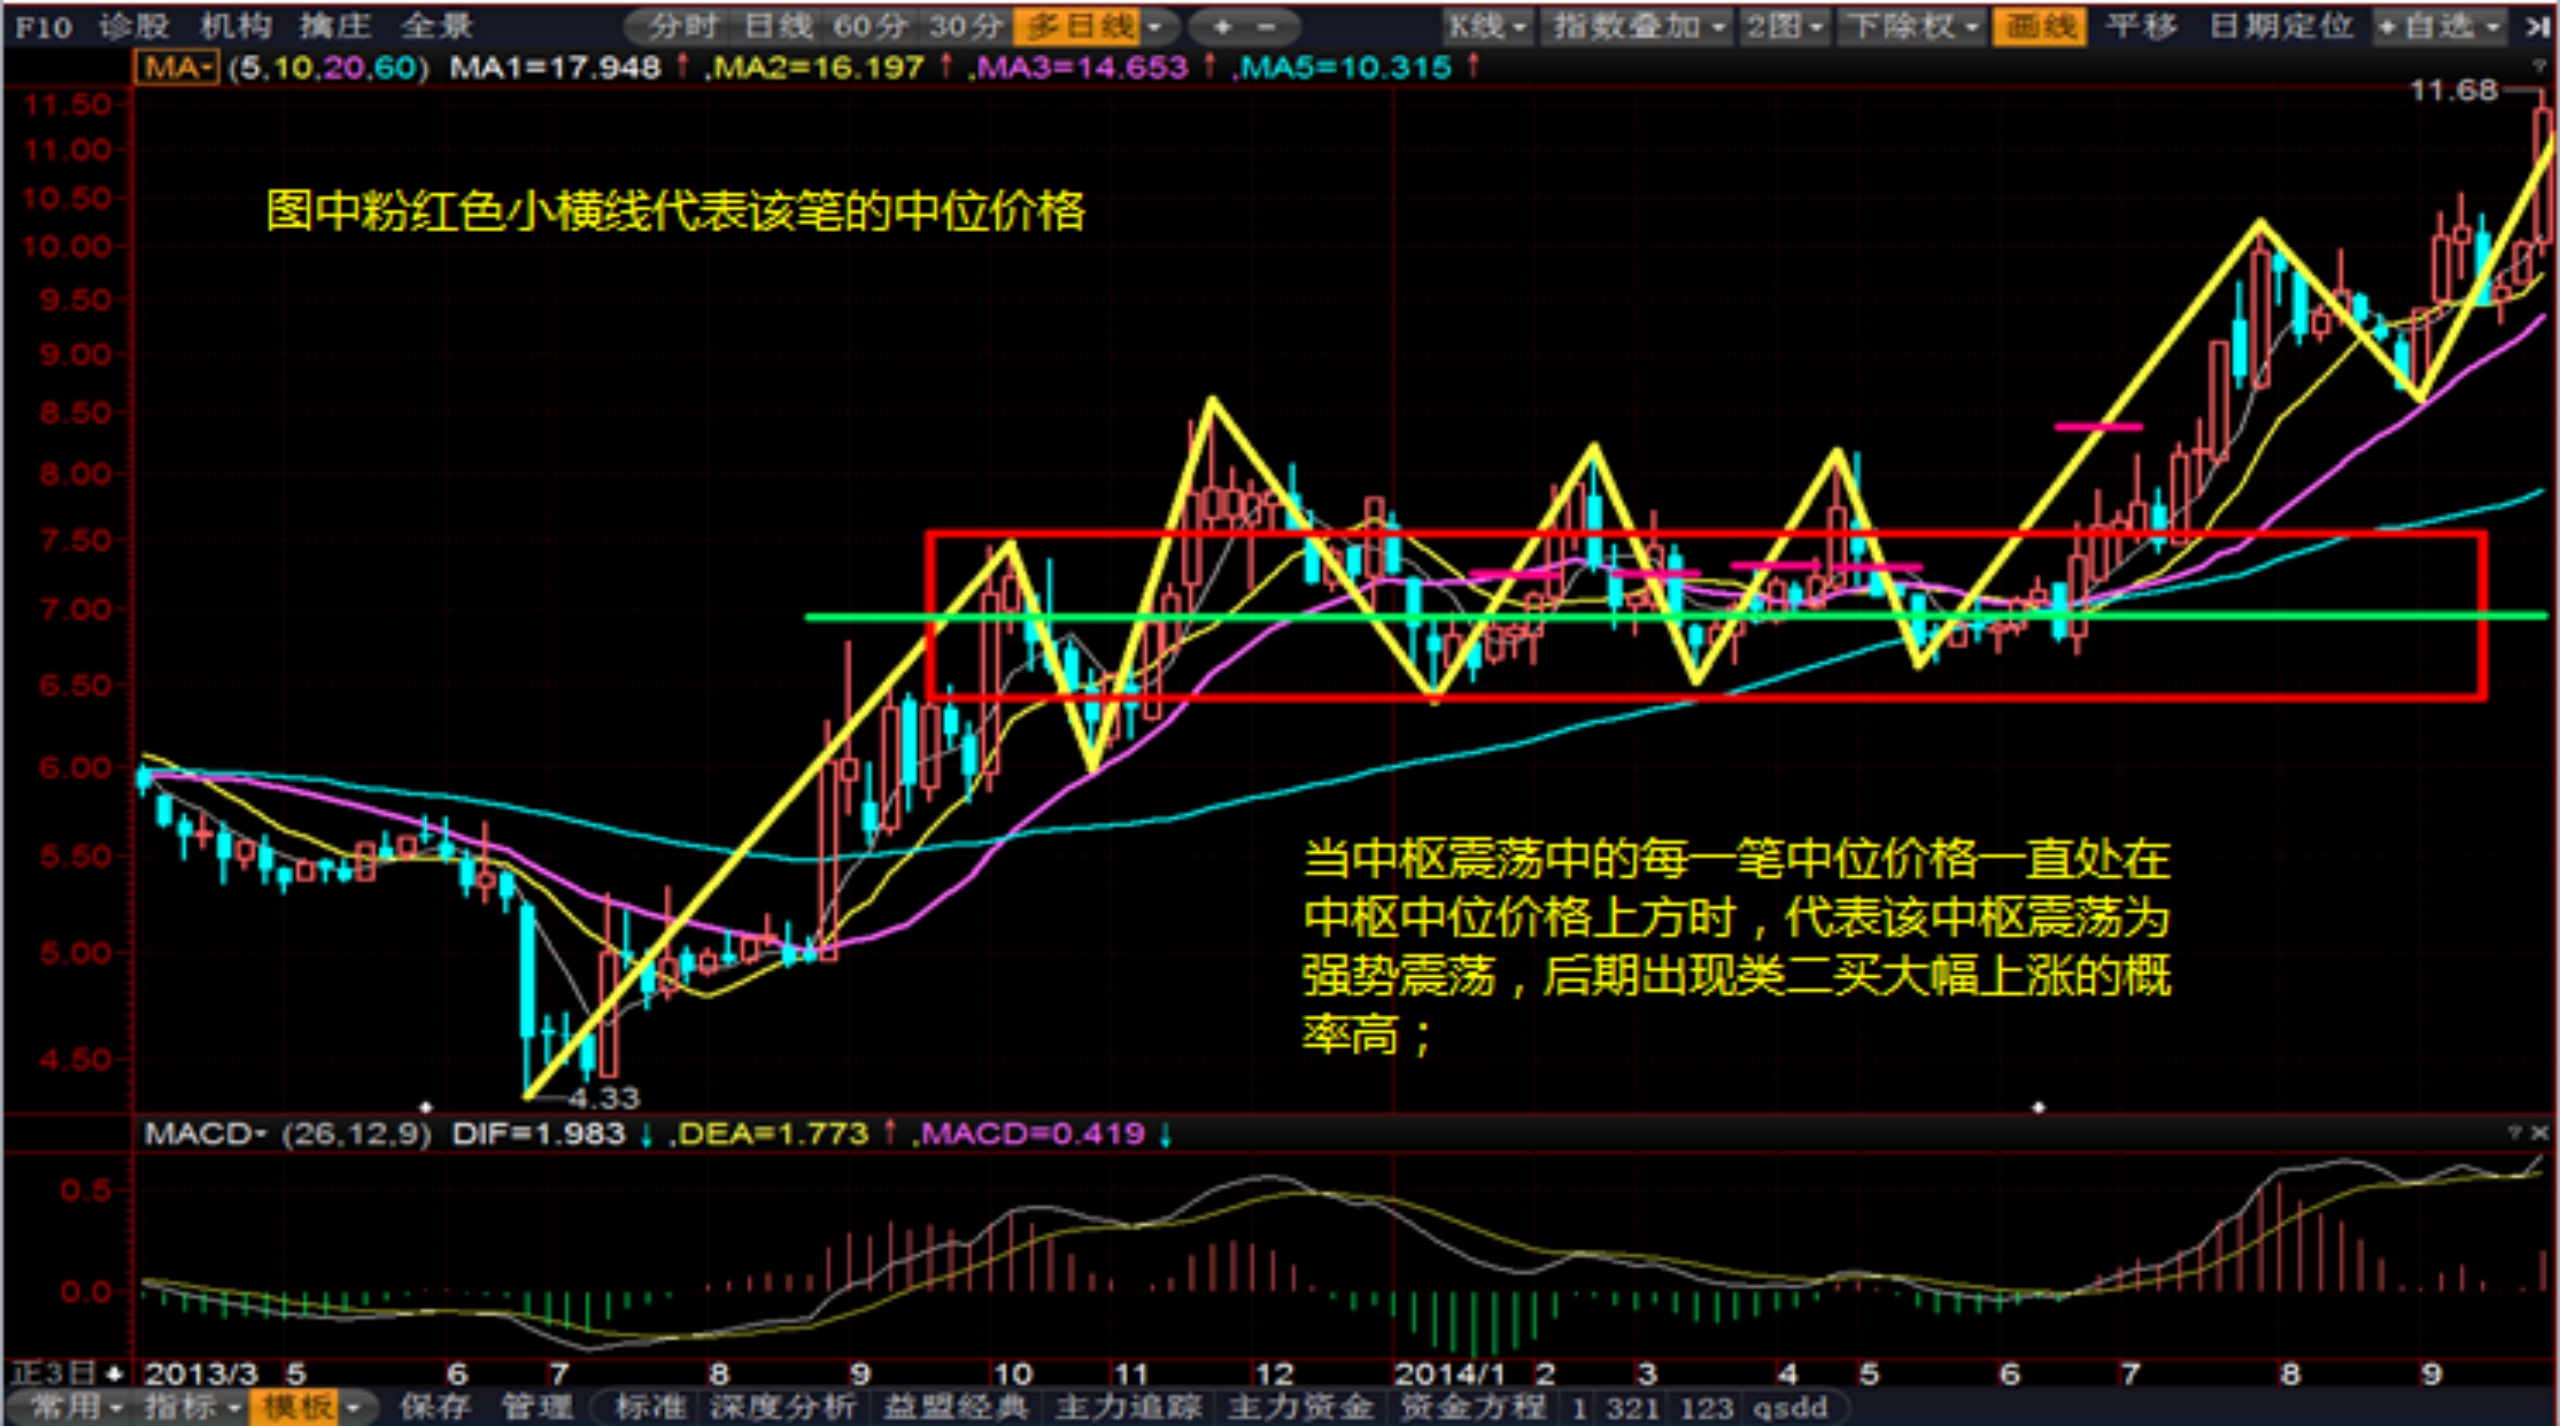 F10 诊股 机构 擒庄 全景 分时 日线 60分 30分 多日线 + - K线 指数叠加 2图 下除权 画线 平移 日期定位 +自选
MA (5,10,20,60) MA1=17.948↑ ,MA2=16.197↑ ,MA3=14.653↑ ,MA5=10.315↑ ?
11.68
11.50
11.00
10.50
图中粉红色小横线代表该笔的中位价格
10.00
9.50
9.00
8.50
8.00
7.50
7.00
6.50
6.00
5.50
当中枢震荡中的每一笔中位价格一直处在
中枢中位价格上方时，代表该中枢震荡为
5.00
强势震荡，后期出现类二买大幅上涨的概
率高；
4.50
4.33
MACD (26,12,9) DIF=1.983↓ ,DEA=1.773↑ ,MACD=0.419↓ ? ×
0.5
0.0
正3日 2013/3 5 6 7 8 9 10 11 12 2014/1 2 3 4 5 6 7 8 9
常用 指标 模板 保存 管理 标准 深度分析 益盟经典 主力追踪 主力资金 资金方程 1 321 123 qsdd